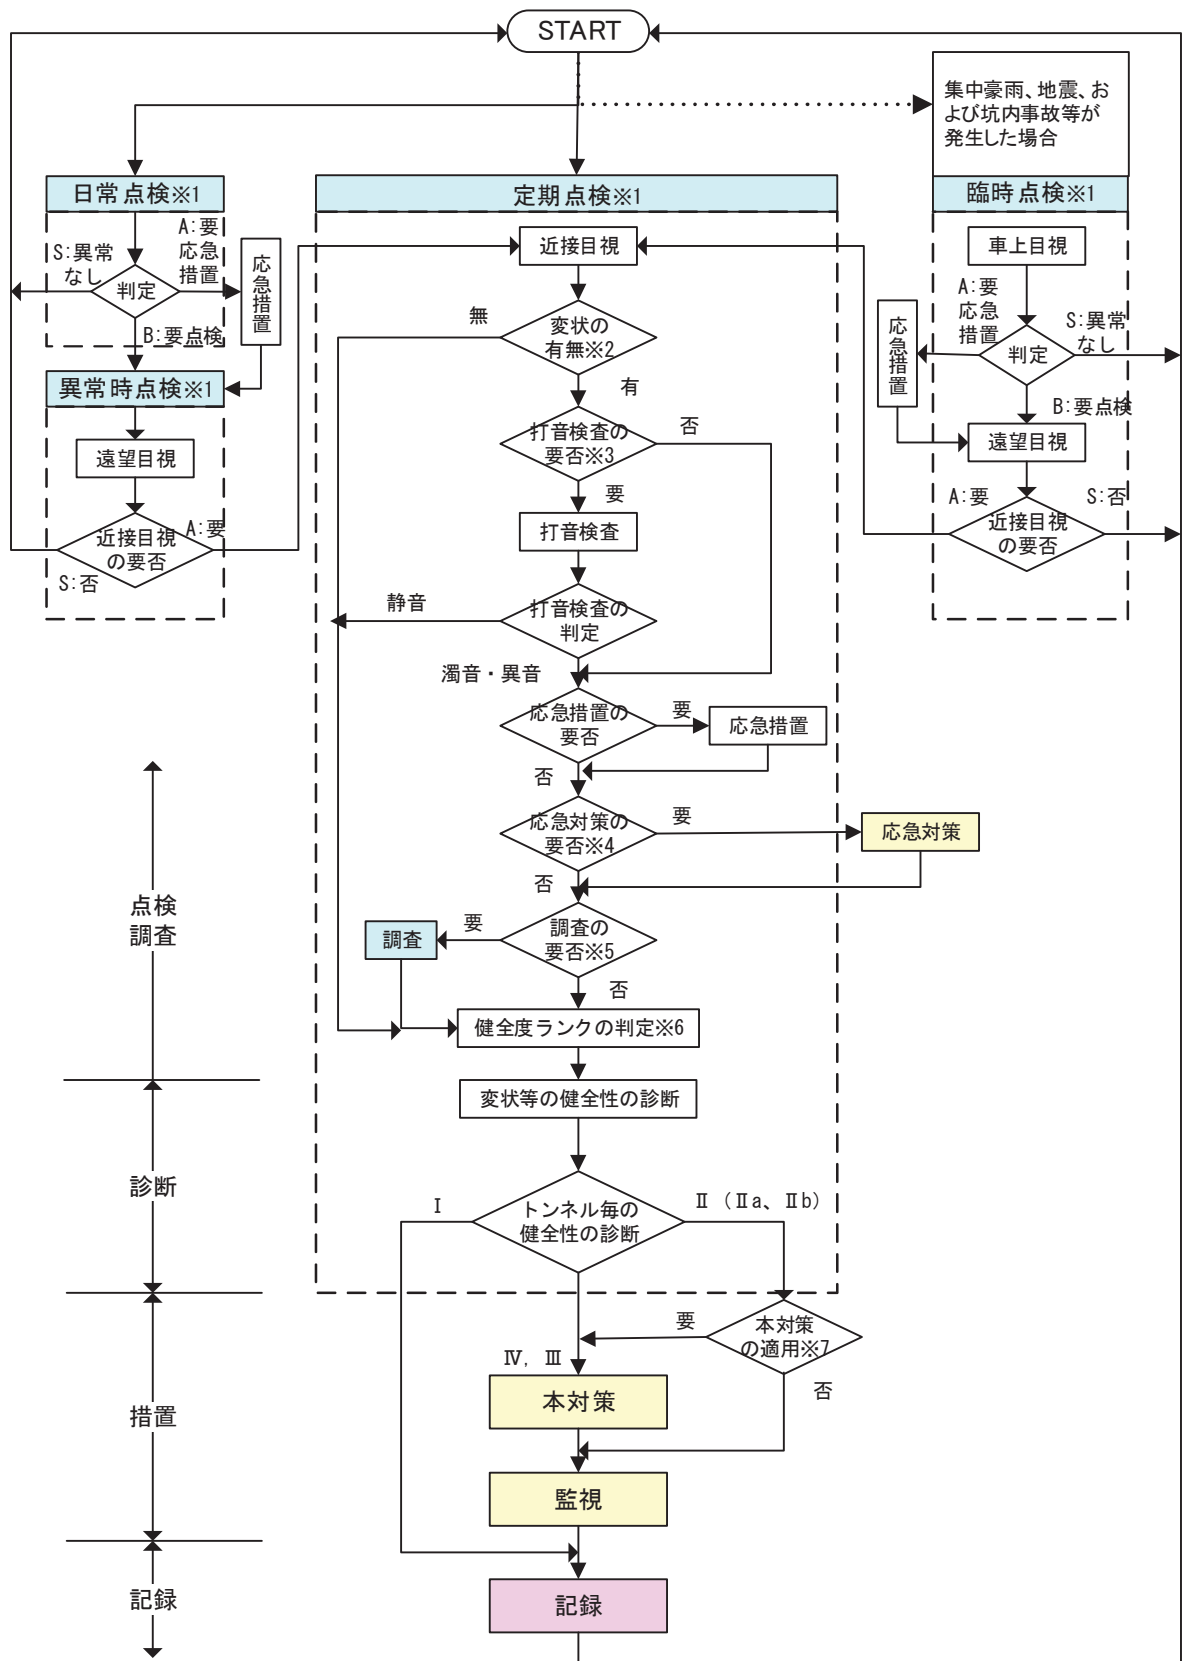 START
集中豪雨、地震、お
よび坑内事故等が
発生した場合
日常点検※1
S:異常
なし
A:要
応急
措置
判定
応急措置
B:要点検
異常時点検※1
遠望目視
近接目視
の要否
A:要
S:否
定期点検※1
近接目視
変状の
有無※2
無
有
打音検査の
要否※3
否
要
打音検査
打音検査の
判定
静音
濁音・異音
応急措置の
要否
要
応急措置
否
応急対策の
要否※4
要
応急対策
否
調査の
要否※5
要
調査
否
健全度ランクの判定※6
変状等の健全性の診断
トンネル毎の
健全性の診断
Ⅰ
Ⅱ(Ⅱa、Ⅱb)
本対策
の適用※7
要
否
Ⅳ, Ⅲ
本対策
監視
記録
臨時点検※1
車上目視
A:要
応急
措置
応急措置
判定
S:異常
なし
B:要点検
遠望目視
A:要
S:否
近接目視
の要否
点検
調査
診断
措置
記録